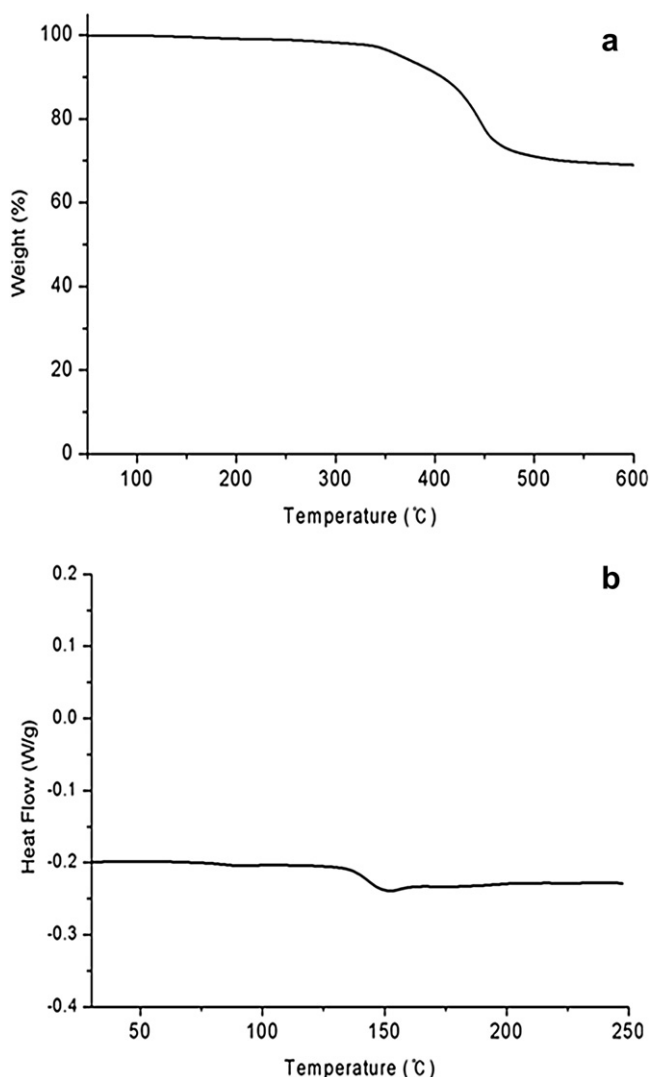 a
100
80
60
40
20
0
Weight (%)
100 200 300 400 500 600
Temperature (℃)
b
0.2
0.1
0.0
-0.1
-0.2
-0.3
-0.4
Heat Flow (W/g)
50 100 150 200 250
Temperature (℃)